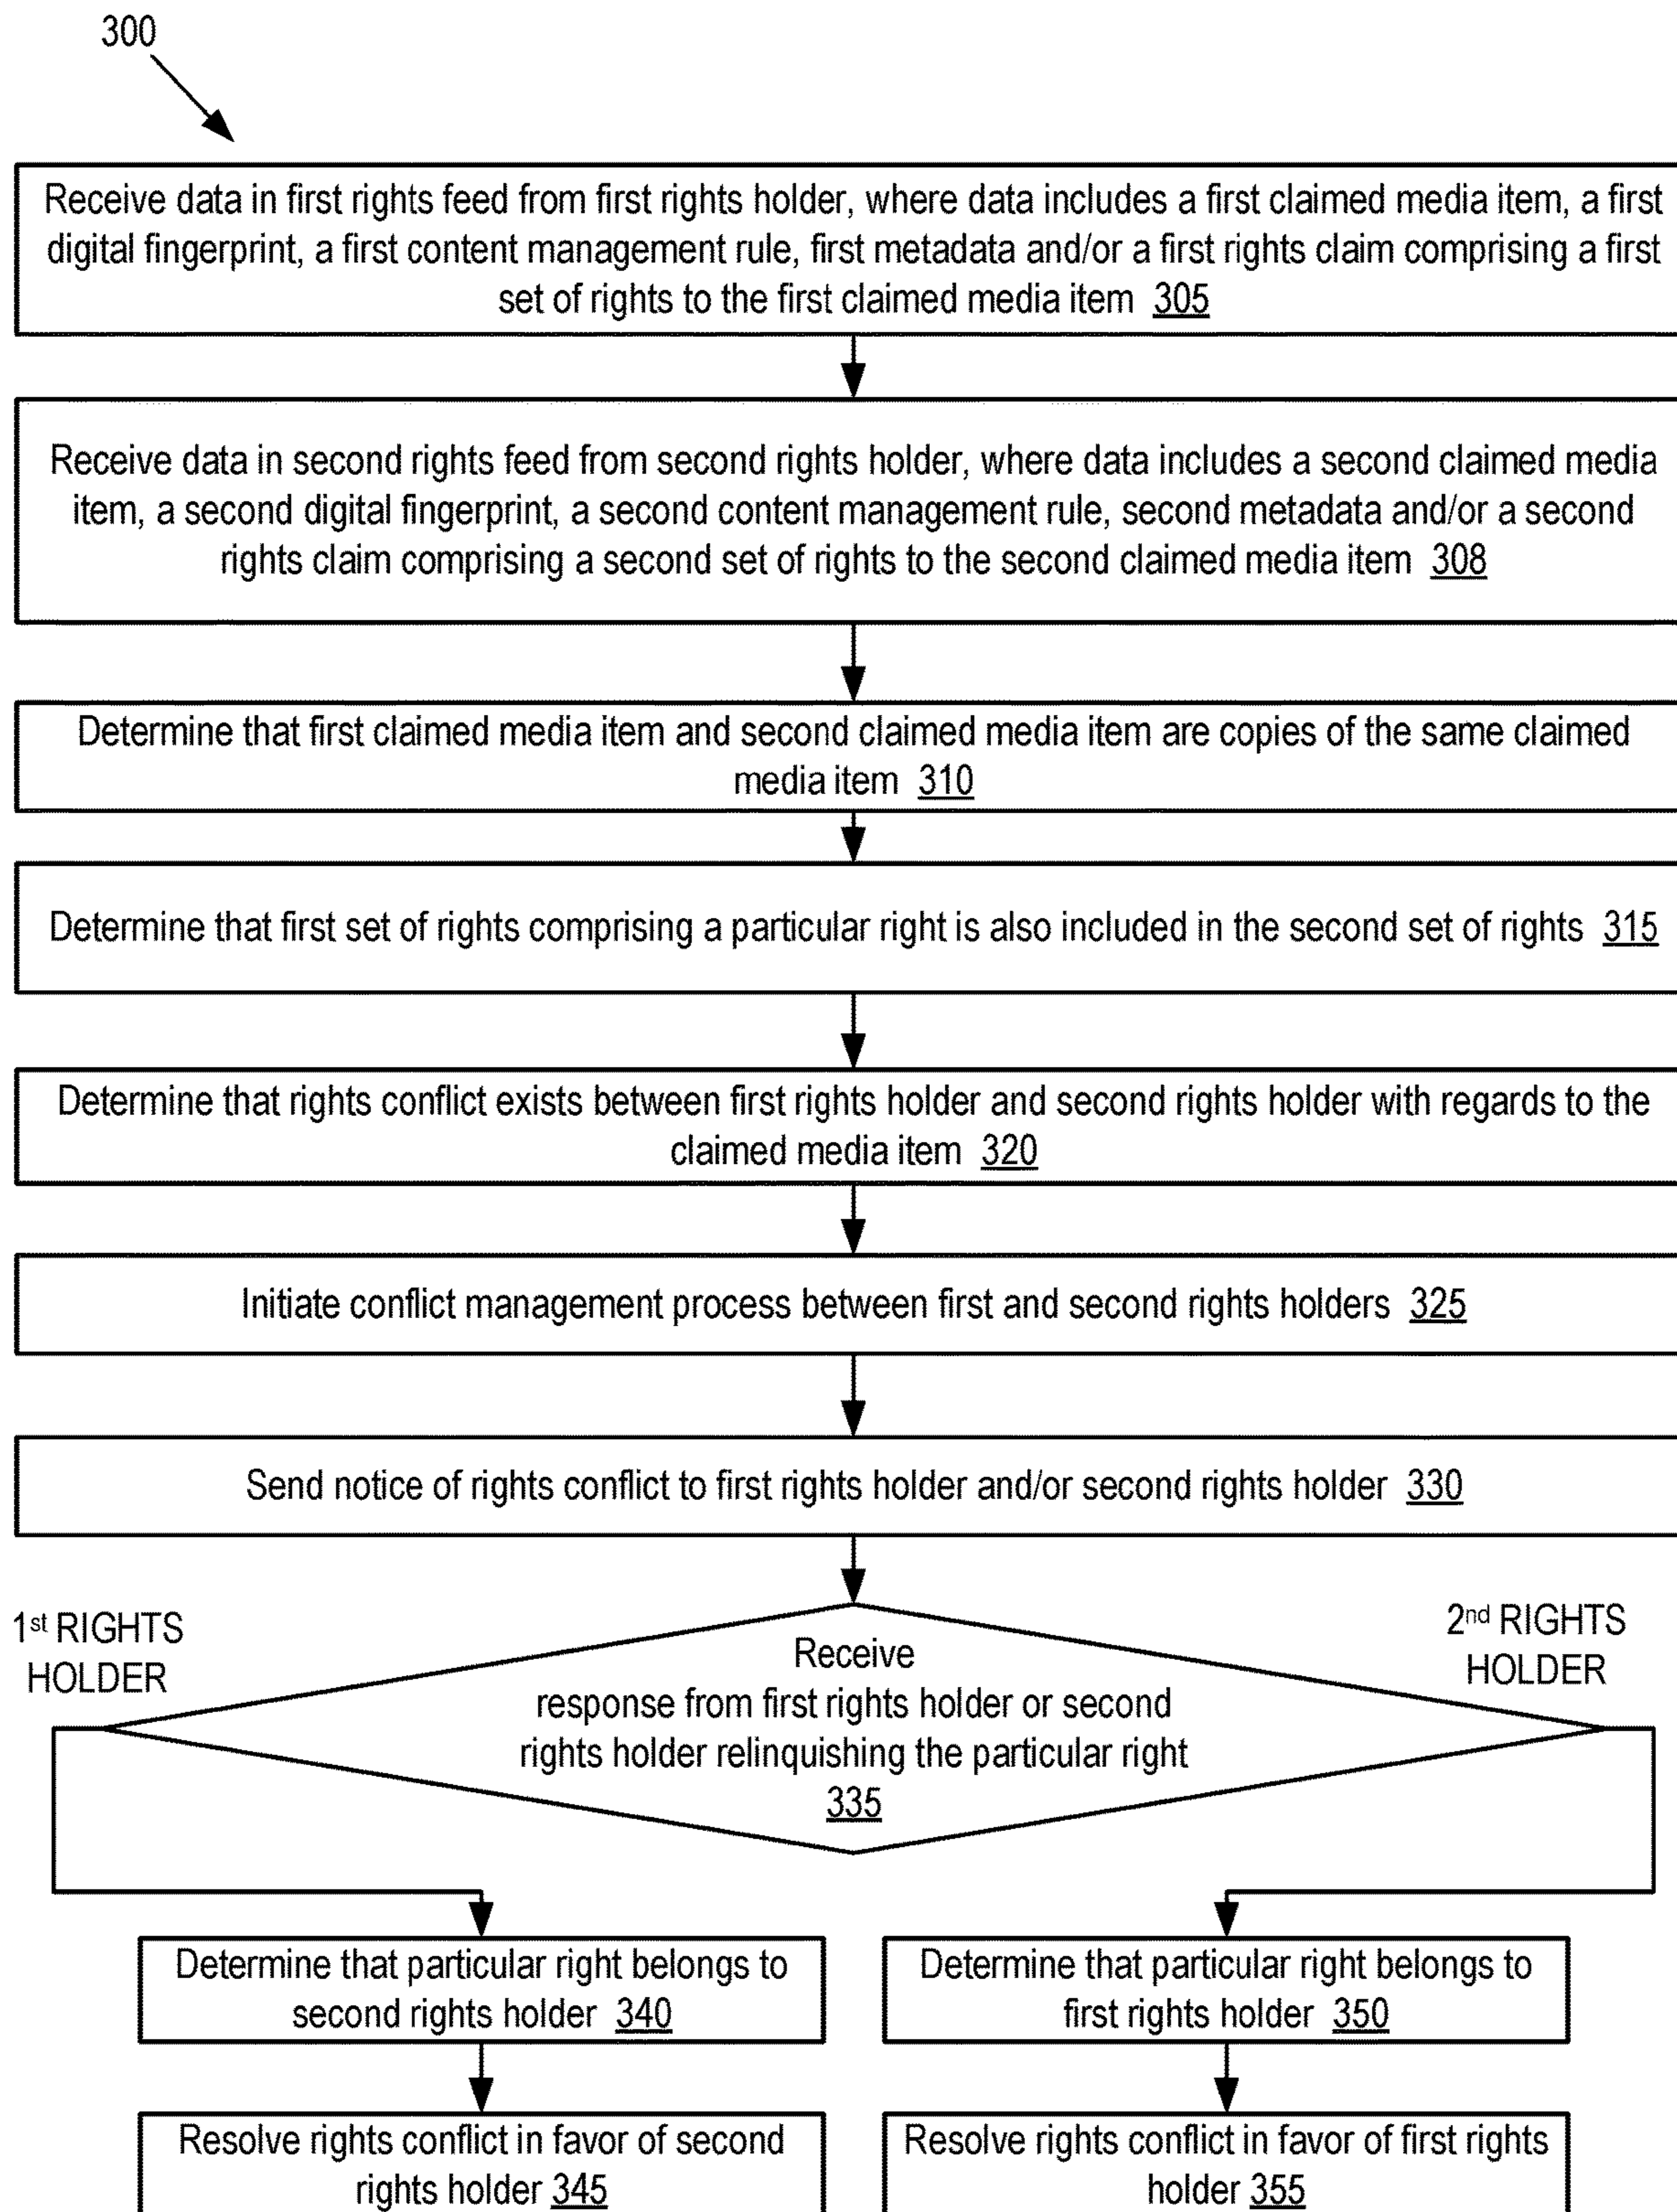 300
Receive data in first rights feed from first rights holder, where data includes a first claimed media item, a first
digital fingerprint, a first content management rule, first metadata and/or a first rights claim comprising a first
set of rights to the first claimed media item 305
Receive data in second rights feed from second rights holder, where data includes a second claimed media
item, a second digital fingerprint, a second content management rule, second metadata and/or a second
rights claim comprising a second set of rights to the second claimed media item 308
Determine that first claimed media item and second claimed media item are copies of the same claimed
media item 310
Determine that first set of rights comprising a particular right is also included in the second set of rights 315
Determine that rights conflict exists between first rights holder and second rights holder with regards to the
claimed media item 320
Initiate conflict management process between first and second rights holders 325
Send notice of rights conflict to first rights holder and/or second rights holder 330
1st RIGHTS
HOLDER
2nd RIGHTS
HOLDER
Receive
response from first rights holder or second
rights holder relinquishing the particular right
335
Determine that particular right belongs to
second rights holder 340
Determine that particular right belongs to
first rights holder 350
Resolve rights conflict in favor of second
rights holder 345
Resolve rights conflict in favor of first rights
holder 355